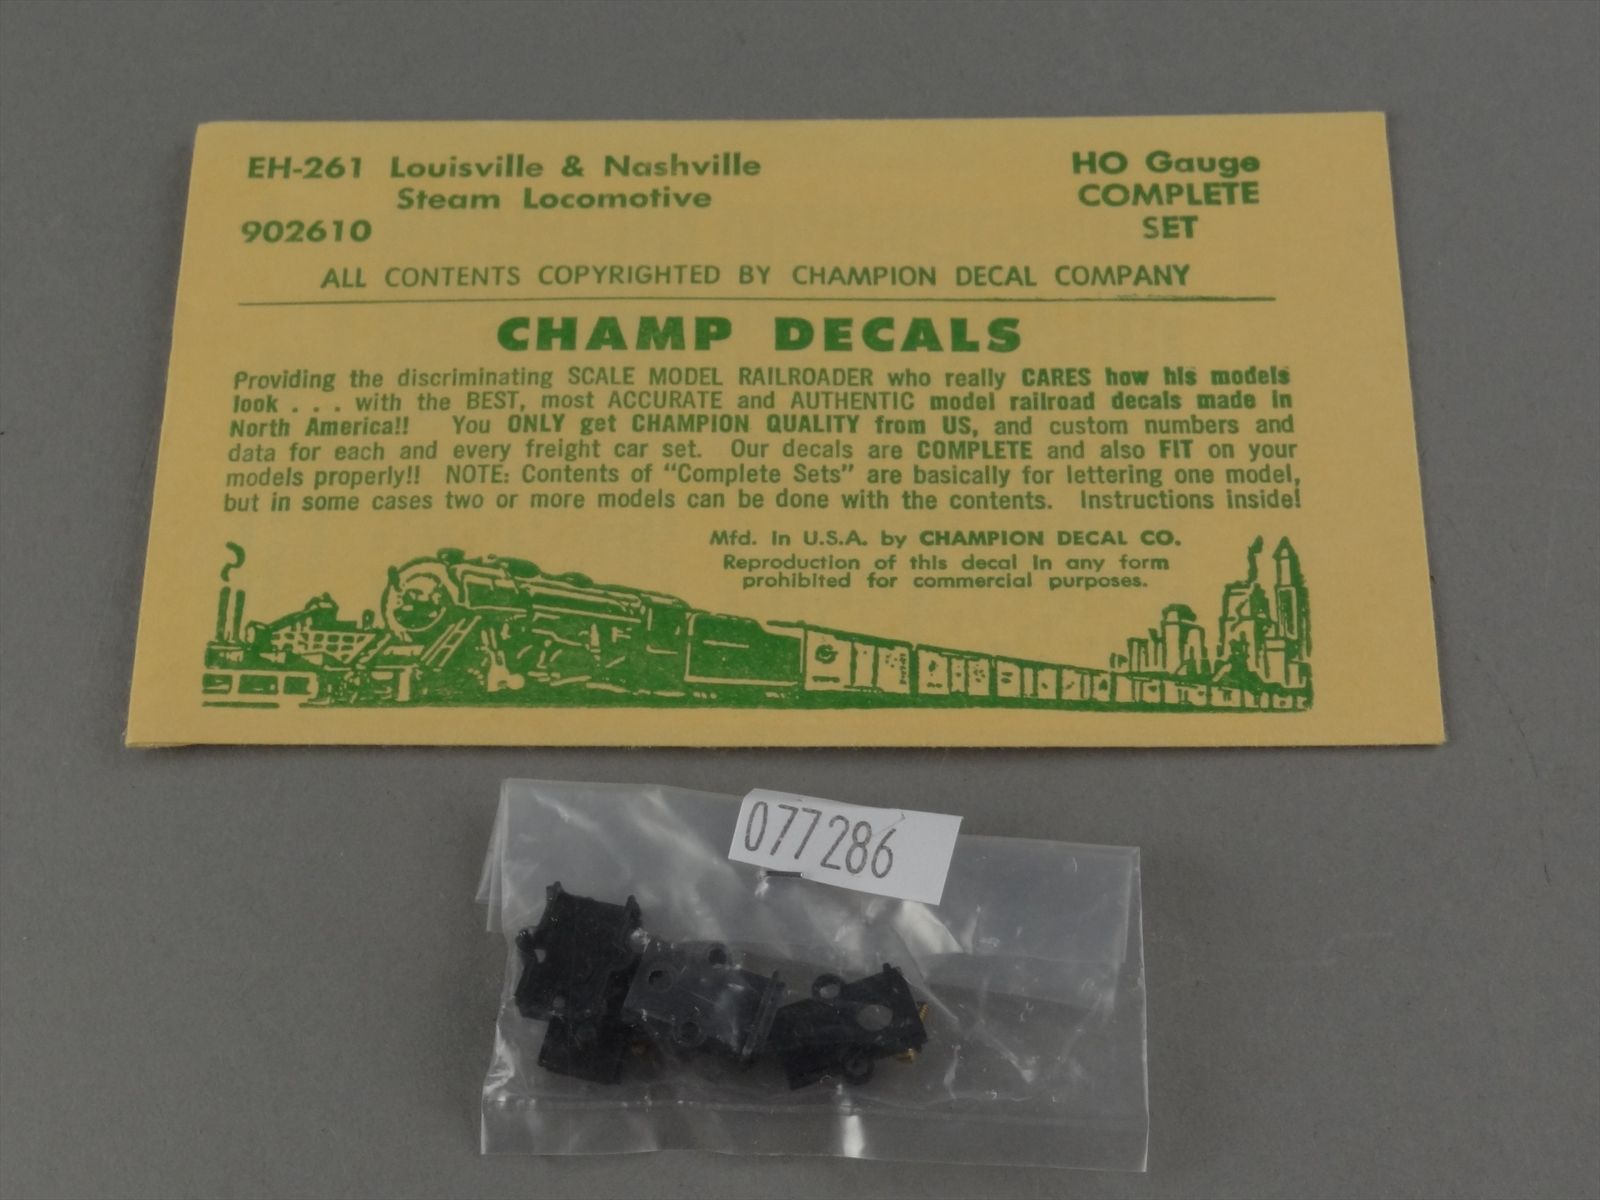 EH-261 Louisville & Nashville
Steam Locomotive
902610
HO Gauge
COMPLETE
SET
ALL CONTENTS COPYRIGHTED BY CHAMPION DECAL COMPANY
CHAMP DECALS
Providing the discriminating SCALE MODEL RAILROADER who really CARES how his models
look . . . with the BEST, most ACCURATE and AUTHENTIC model railroad decals made in
North America!! You ONLY get CHAMPION QUALITY from US, and custom numbers and
data for each and every freight car set. Our decals are COMPLETE and also FIT on your
models properly!! NOTE: Contents of "Complete Sets" are basically for lettering one model,
but in some cases two or more models can be done with the contents. Instructions inside!
Mfd. In U.S.A. by CHAMPION DECAL CO.
Reproduction of this decal in any form
prohibited for commercial purposes.
077286